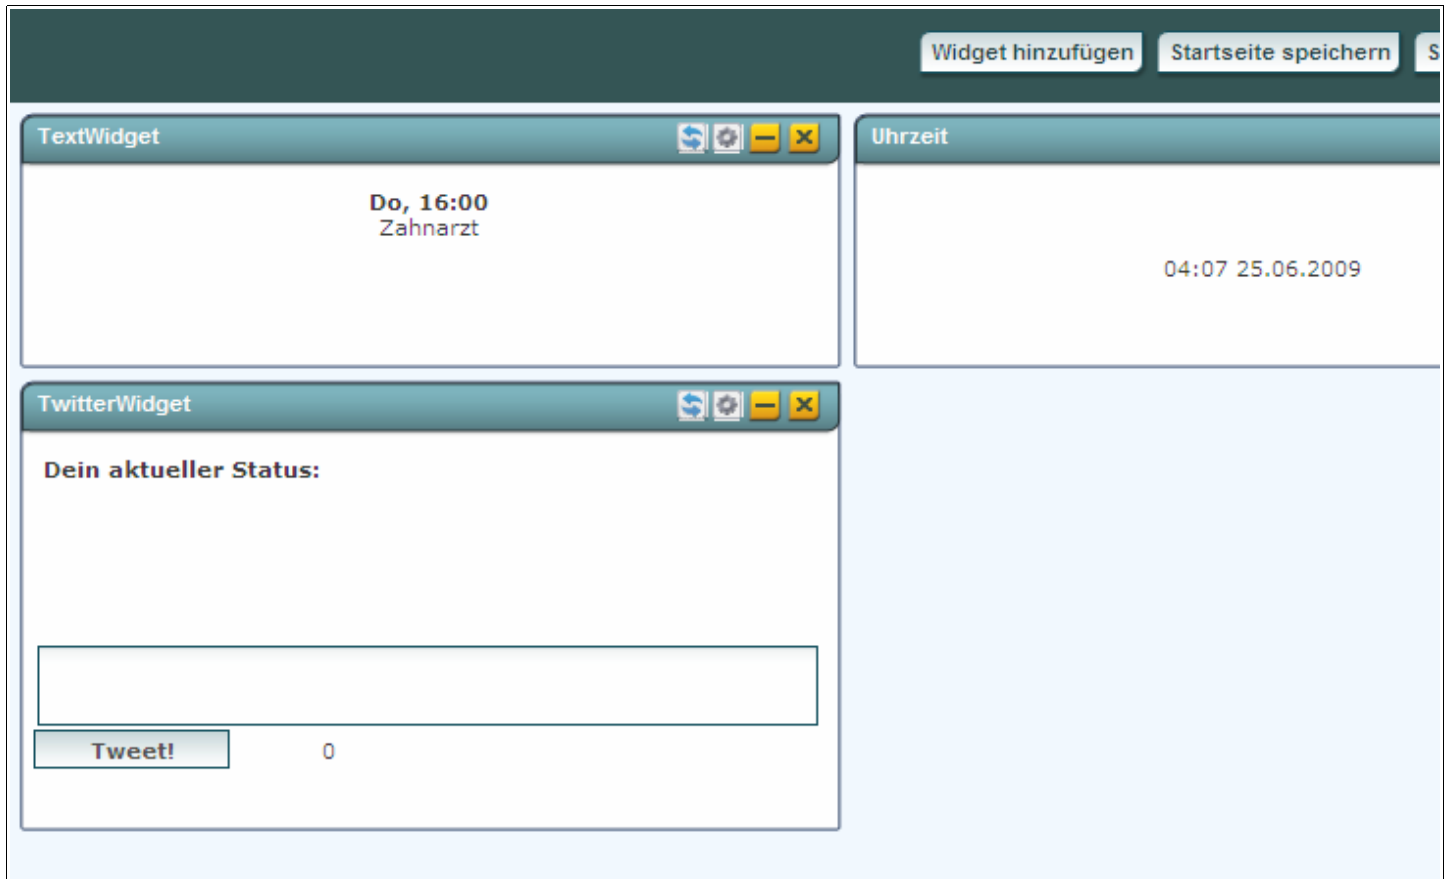 Widget hinzufügen Startseite speichern S
TextWidget
Do, 16:00
Zahnarzt
Uhrzeit
04:07 25.06.2009
TwitterWidget
Dein aktueller Status:
Tweet! 0